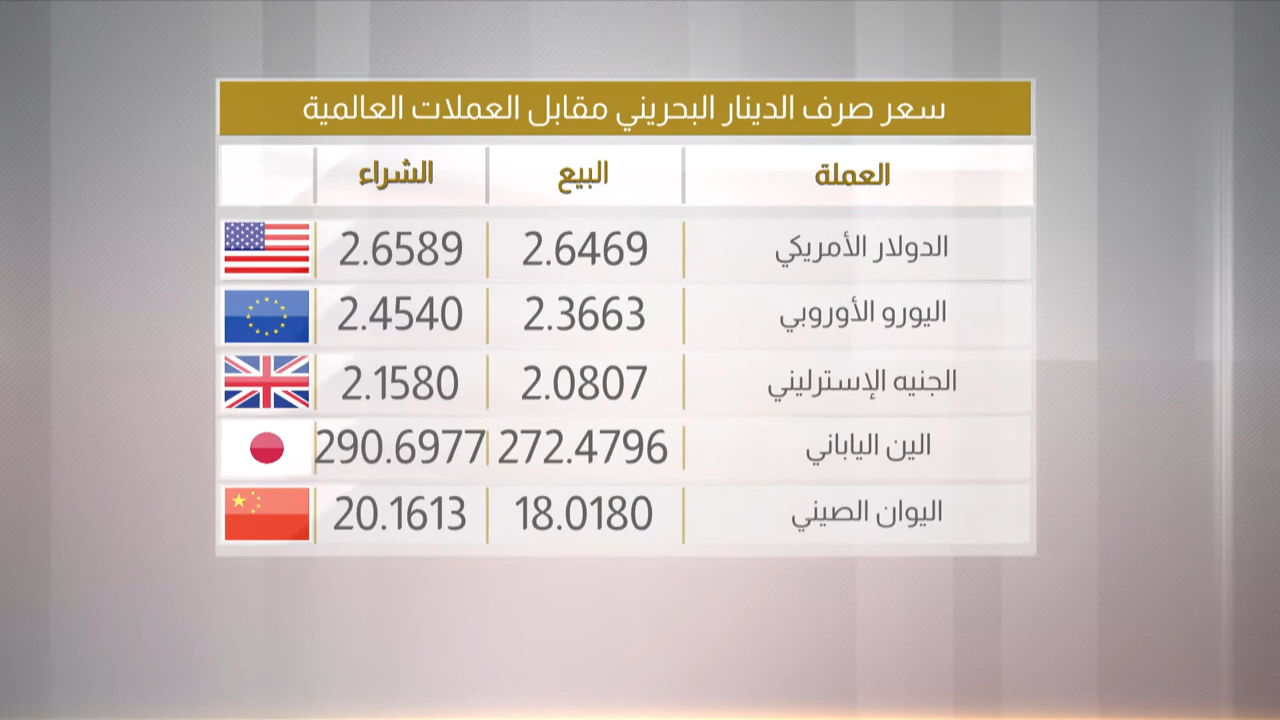 سعر صرف الدينار البحريني مقابل العملات العالمية
العملة البيع الشراء
الدولار الأمريكي 2.6469 2.6589
اليورو الأوروبي 2.3663 2.4540
الجنيه الإسترليني 2.0807 2.1580
الين الياباني 272.4796 290.6977
اليوان الصيني 18.0180 20.1613